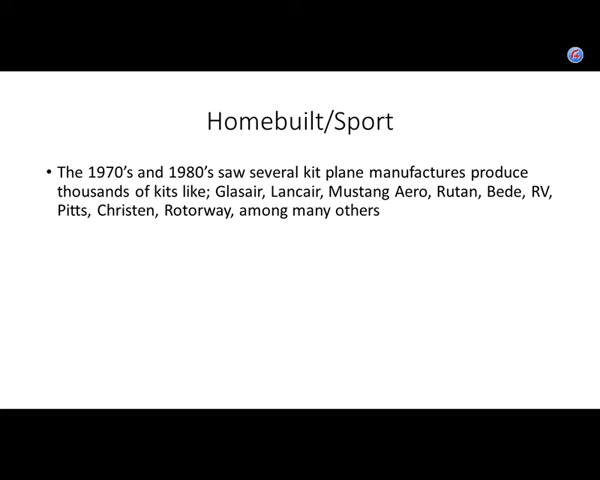 Homebuilt/Sport
• The 1970's and 1980's saw several kit plane manufactures produce
thousands of kits like; Glasair, Lancair, Mustang Aero, Rutan, Bede, RV,
Pitts, Christen, Rotorway, among many others